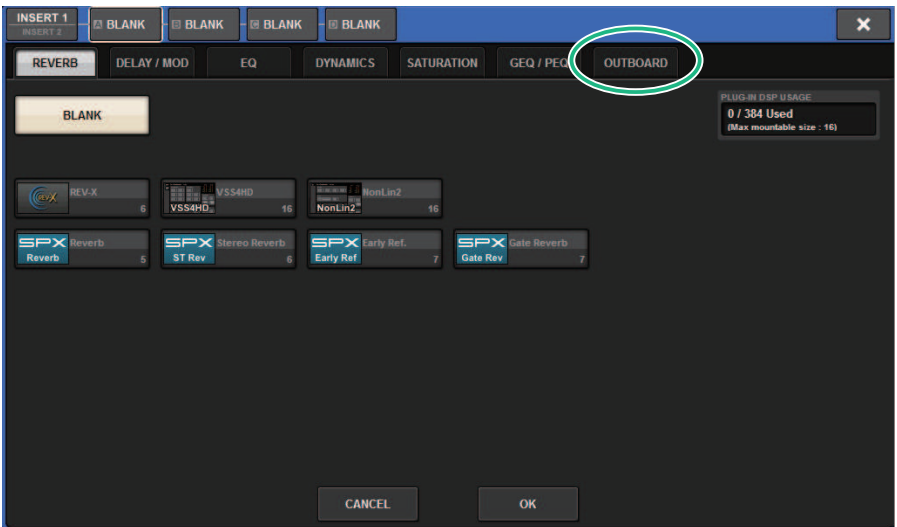 INSERT 1
INSERT 2
A BLANK
B BLANK
C BLANK
D BLANK
REVERB
DELAY / MOD
EQ
DYNAMICS
SATURATION
GEQ / PEQ
OUTBOARD
BLANK
PLUG-IN DSP USAGE
0 / 384 Used
(Max mountable size : 16)
REV-X
REV-X
6
VSS4HD
VSS4HD
16
NonLin2
NonLin2
16
SPX Reverb
Reverb
5
SPX Stereo Reverb
ST Rev
6
SPX Early Ref.
Early Ref
7
SPX Gate Reverb
Gate Rev
7
CANCEL
OK